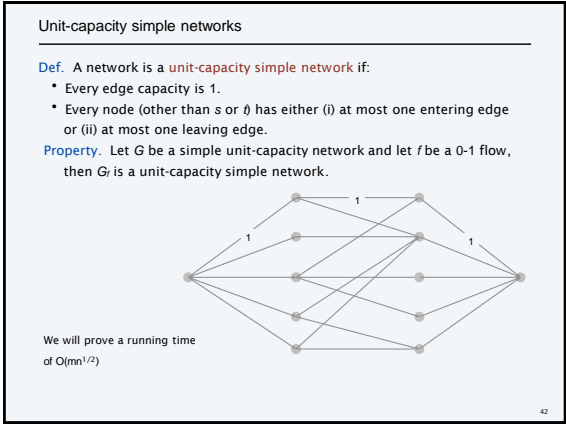 Unit-capacity simple networks
Def. A network is a unit-capacity simple network if:
• Every edge capacity is 1.
• Every node (other than s or t) has either (i) at most one entering edge
or (ii) at most one leaving edge.
Property. Let G be a simple unit-capacity network and let f be a 0-1 flow,
then Gf is a unit-capacity simple network.
1
1
1
We will prove a running time
of O(mn1/2)
42